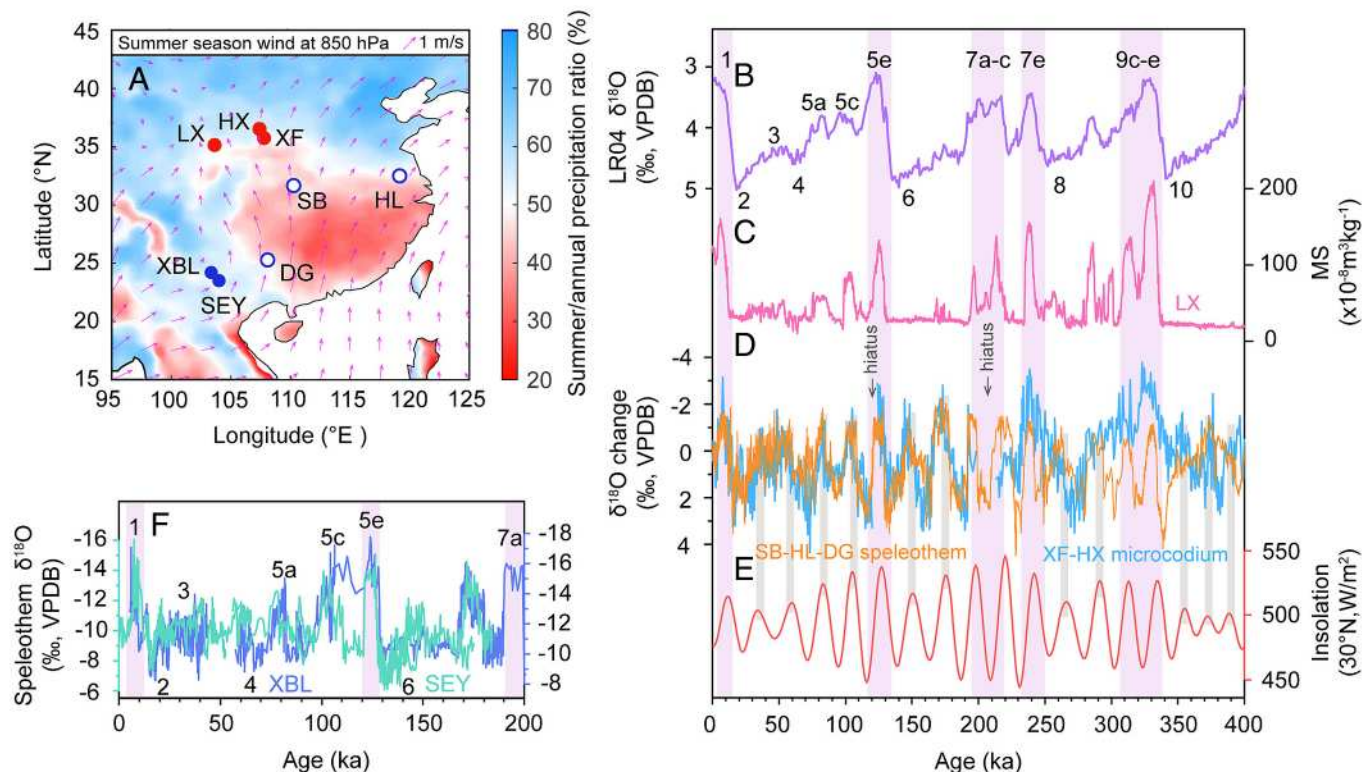 A
Summer season wind at 850 hPa 1 m/s
45
40
35
30
25
20
15
Latitude (°N)
95 100 105 110 115 120 125
Longitude (°E )
LX
HX
XF
SB
HL
XBL
SEY
DG
80
70
60
50
40
30
20
Summer/annual precipitation ratio (%)
B
LR04 δ¹⁸O
(‰, VPDB)
3
4
5
1
2
3
4
5a
5c
5e
6
7a-c
7e
8
9c-e
10
C
LX
200
100
0
MS
(x10⁻⁸m³kg⁻¹)
D
δ¹⁸O change
(‰, VPDB)
-4
-2
0
2
4
hiatus
hiatus
SB-HL-DG speleothem
XF-HX microcodium
E
550
500
450
Insolation
(30°N,W/m²)
0 50 100 150 200 250 300 350 400
Age (ka)
F
Speleothem δ¹⁸O
(‰, VPDB)
-16
-14
-12
-10
-8
-6
-18
-16
-14
-12
-10
-8
1
2
3
4
5a
5c
5e
6
7a
XBL
SEY
0 50 100 150 200
Age (ka)